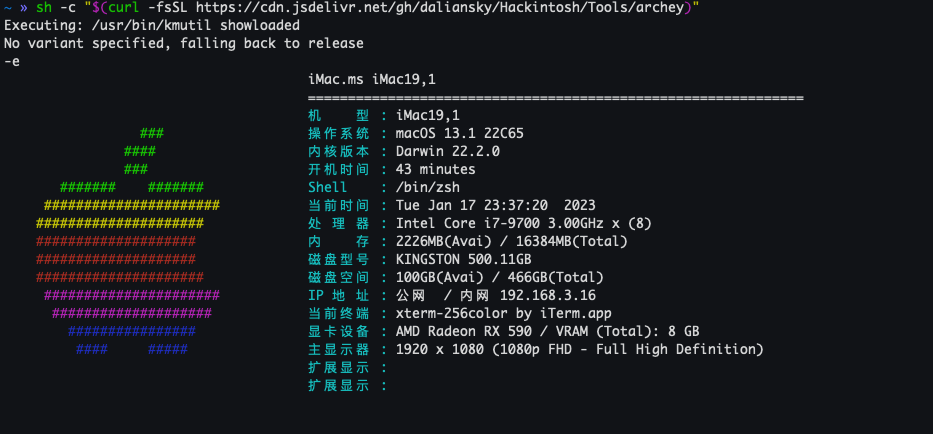 ~ » sh -c "$(curl -fsSL https://cdn.jsdelivr.net/gh/daliansky/Hackintosh/Tools/archey)"
Executing: /usr/bin/kmutil showloaded
No variant specified, falling back to release
-e
iMac.ms iMac19,1
==============================================================
机 型 : iMac19,1
### 操作系统 : macOS 13.1 22C65
#### 内核版本 : Darwin 22.2.0
### 开机时间 : 43 minutes
####### ####### Shell : /bin/zsh
###################### 当前时间 : Tue Jan 17 23:37:20 2023
##################### 处 理 器 : Intel Core i7-9700 3.00GHz x (8)
#################### 内 存 : 2226MB(Avai) / 16384MB(Total)
#################### 磁盘型号 : KINGSTON 500.11GB
##################### 磁盘空间 : 100GB(Avai) / 466GB(Total)
###################### IP 地 址 : 公网 / 内网 192.168.3.16
#################### 当前终端 : xterm-256color by iTerm.app
################ 显卡设备 : AMD Radeon RX 590 / VRAM (Total): 8 GB
#### ##### 主显示器 : 1920 x 1080 (1080p FHD - Full High Definition)
扩展显示 :
扩展显示 :